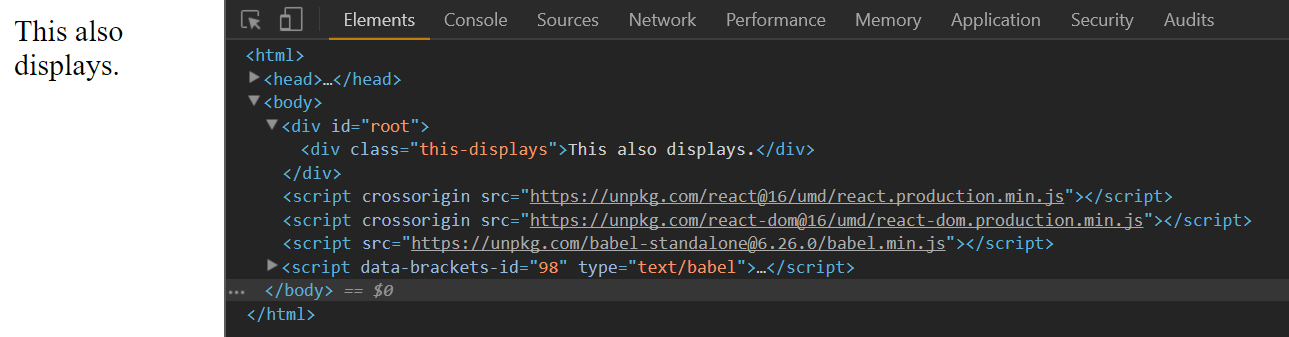 This also
displays.
Elements Console Sources Network Performance Memory Application Security Audits
<html>
<head>…</head>
<body>
<div id="root">
<div class="this-displays">This also displays.</div>
</div>
<script crossorigin src="https://unpkg.com/react@16/umd/react.production.min.js"></script>
<script crossorigin src="https://unpkg.com/react-dom@16/umd/react-dom.production.min.js"></script>
<script src="https://unpkg.com/babel-standalone@6.26.0/babel.min.js"></script>
<script data-brackets-id="98" type="text/babel">…</script>
… </body> == $0
</html>